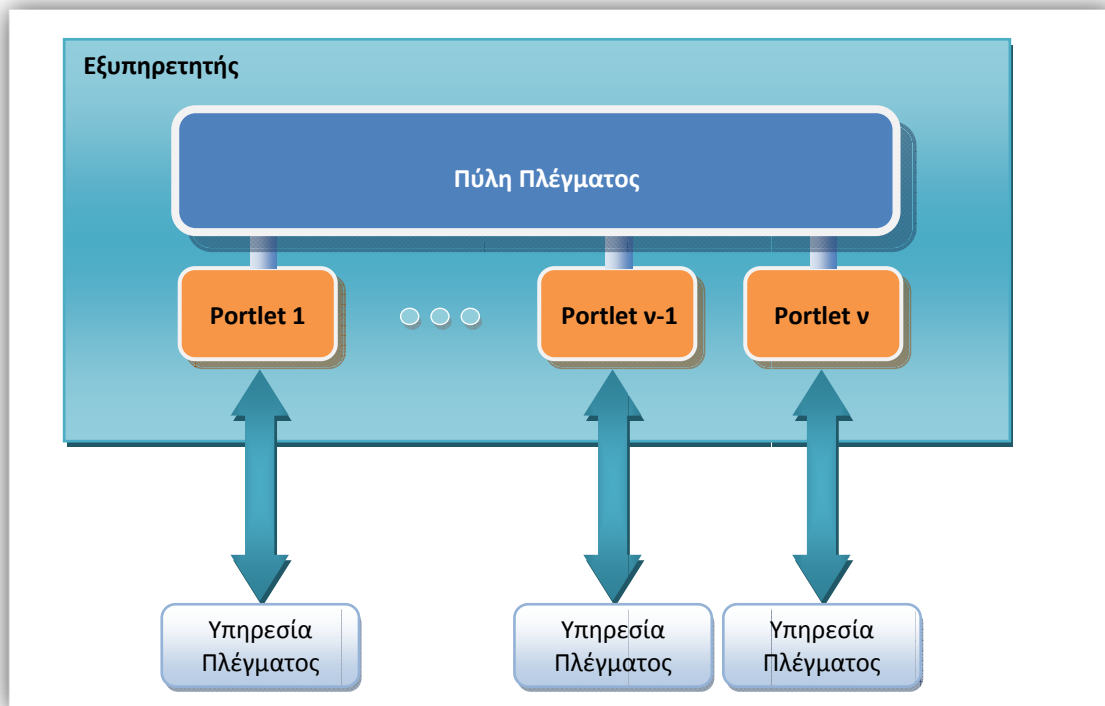 Εξυπηρετητής
Πύλη Πλέγματος
Portlet 1
Portlet ν-1
Portlet ν
Υπηρεσία
Πλέγματος
Υπηρεσία
Πλέγματος
Υπηρεσία
Πλέγματος